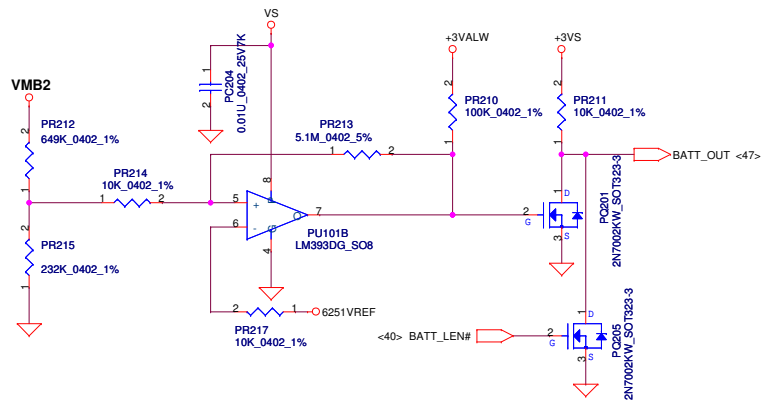 VS
+3VALW
+3VS
1
2
PC204
0.01U_0402_25V7K
VMB2
2
PR212
649K_0402_1%
1
PR213
5.1M_0402_5%
1
2
2
PR210
100K_0402_1%
1
2
PR211
10K_0402_1%
1
BATT_OUT <47>
PR214
10K_0402_1%
1
2
8
5
+
P
O
7
6
-
G
4
PU101B
LM393DG_SO8
2
G
1
D
3
S
PQ201
2N7002KW_SOT323-3
2
PR215
232K_0402_1%
1
2
1
6251VREF
PR217
10K_0402_1%
<40> BATT_LEN#
2
G
1
D
3
S
PQ205
2N7002KW_SOT323-3